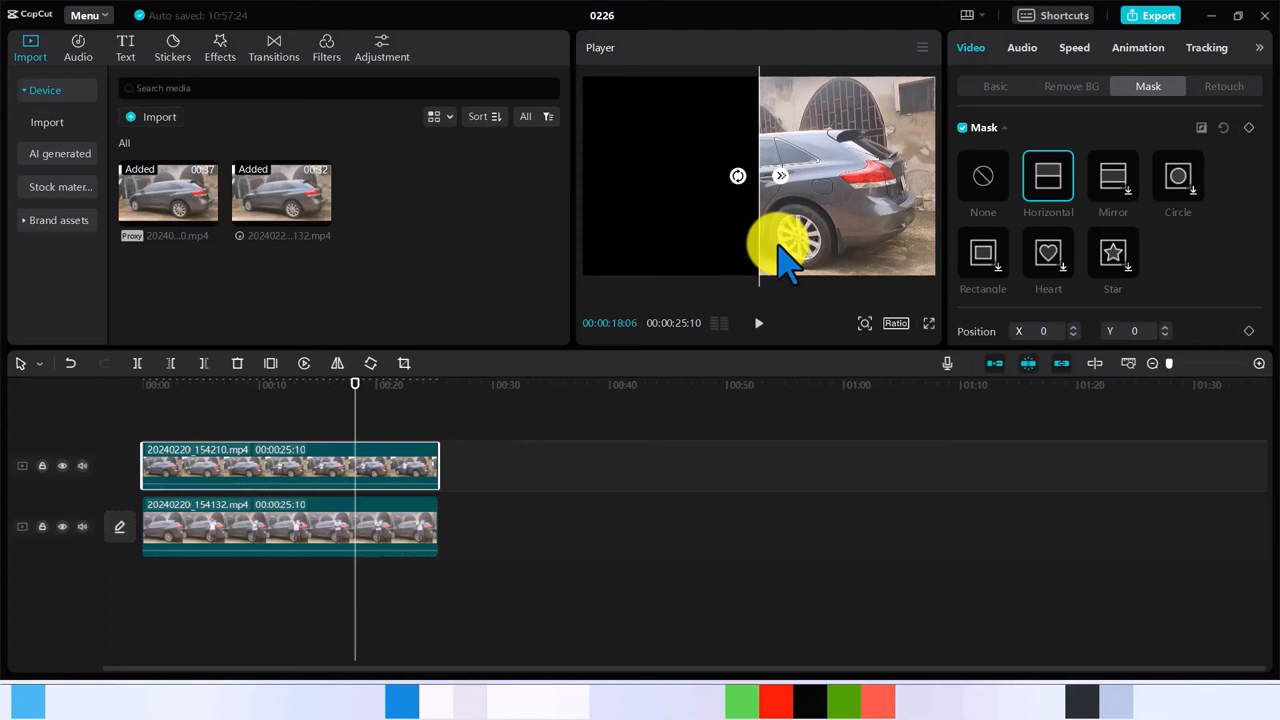 CapCut
Menu
Auto saved: 10:57:24
0226
Shortcuts
Export
Import
Audio
Text
Stickers
Effects
Transitions
Filters
Adjustment
Device
Import
AI generated
Stock mater...
Brand assets
Search media
Import
Sort
All
All
Added 00:37
Added 00:32
Proxy 20240...0.mp4
2024022...132.mp4
Player
00:00:18:06 00:00:25:10
Ratio
Video Audio Speed Animation Tracking
Basic Remove BG Mask Retouch
Mask
None Horizontal Mirror Circle
Rectangle Heart Star
Position X 0 Y 0
00:00 00:10 00:20 00:30 00:40 00:50 01:00 01:10 01:20 01:30
20240220_154210.mp4 00:00:25:10
20240220_154132.mp4 00:00:25:10